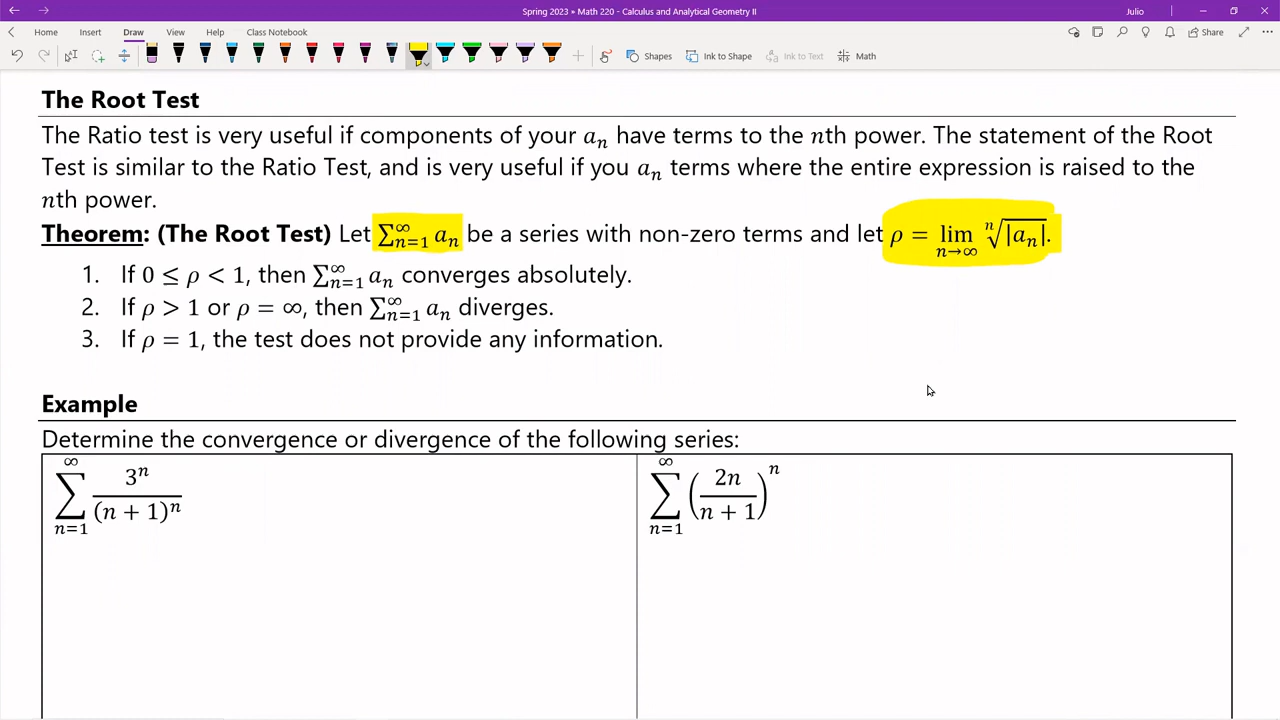 Spring 2023 » Math 220 - Calculus and Analytical Geometry II
Julio
Home Insert Draw View Help Class Notebook
Share
Shapes Ink to Shape Ink to Text Math
The Root Test
The Ratio test is very useful if components of your aₙ have terms to the nth power. The statement of the Root
Test is similar to the Ratio Test, and is very useful if you aₙ terms where the entire expression is raised to the
nth power.
Theorem: (The Root Test) Let ∑_{n=1}^{∞} aₙ be a series with non-zero terms and let ρ = lim_{n→∞} ⁿ√|aₙ|.
1. If 0 ≤ ρ < 1, then ∑_{n=1}^{∞} aₙ converges absolutely.
2. If ρ > 1 or ρ = ∞, then ∑_{n=1}^{∞} aₙ diverges.
3. If ρ = 1, the test does not provide any information.
Example
Determine the convergence or divergence of the following series:
∑_{n=1}^{∞} 3ⁿ/(n + 1)ⁿ
∑_{n=1}^{∞} (2n/(n + 1))ⁿ